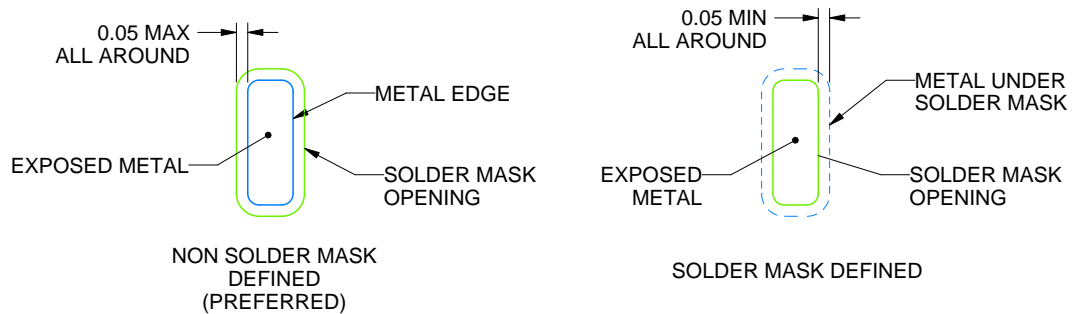 0.05 MAX
ALL AROUND
METAL EDGE
EXPOSED METAL
SOLDER MASK
OPENING
NON SOLDER MASK
DEFINED
(PREFERRED)
0.05 MIN
ALL AROUND
METAL UNDER
SOLDER MASK
EXPOSED
METAL
SOLDER MASK
OPENING
SOLDER MASK DEFINED